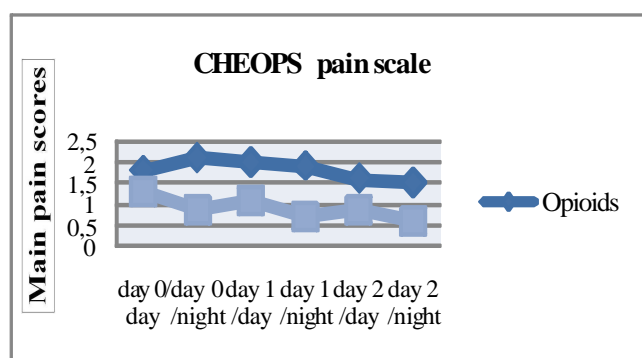 CHEOPS pain scale
Main pain scores
2,5
2
1,5
1
0,5
0
day 0/day 0 day 1 day 1 day 2 day 2
day /night /day /night /day /night
Opioids